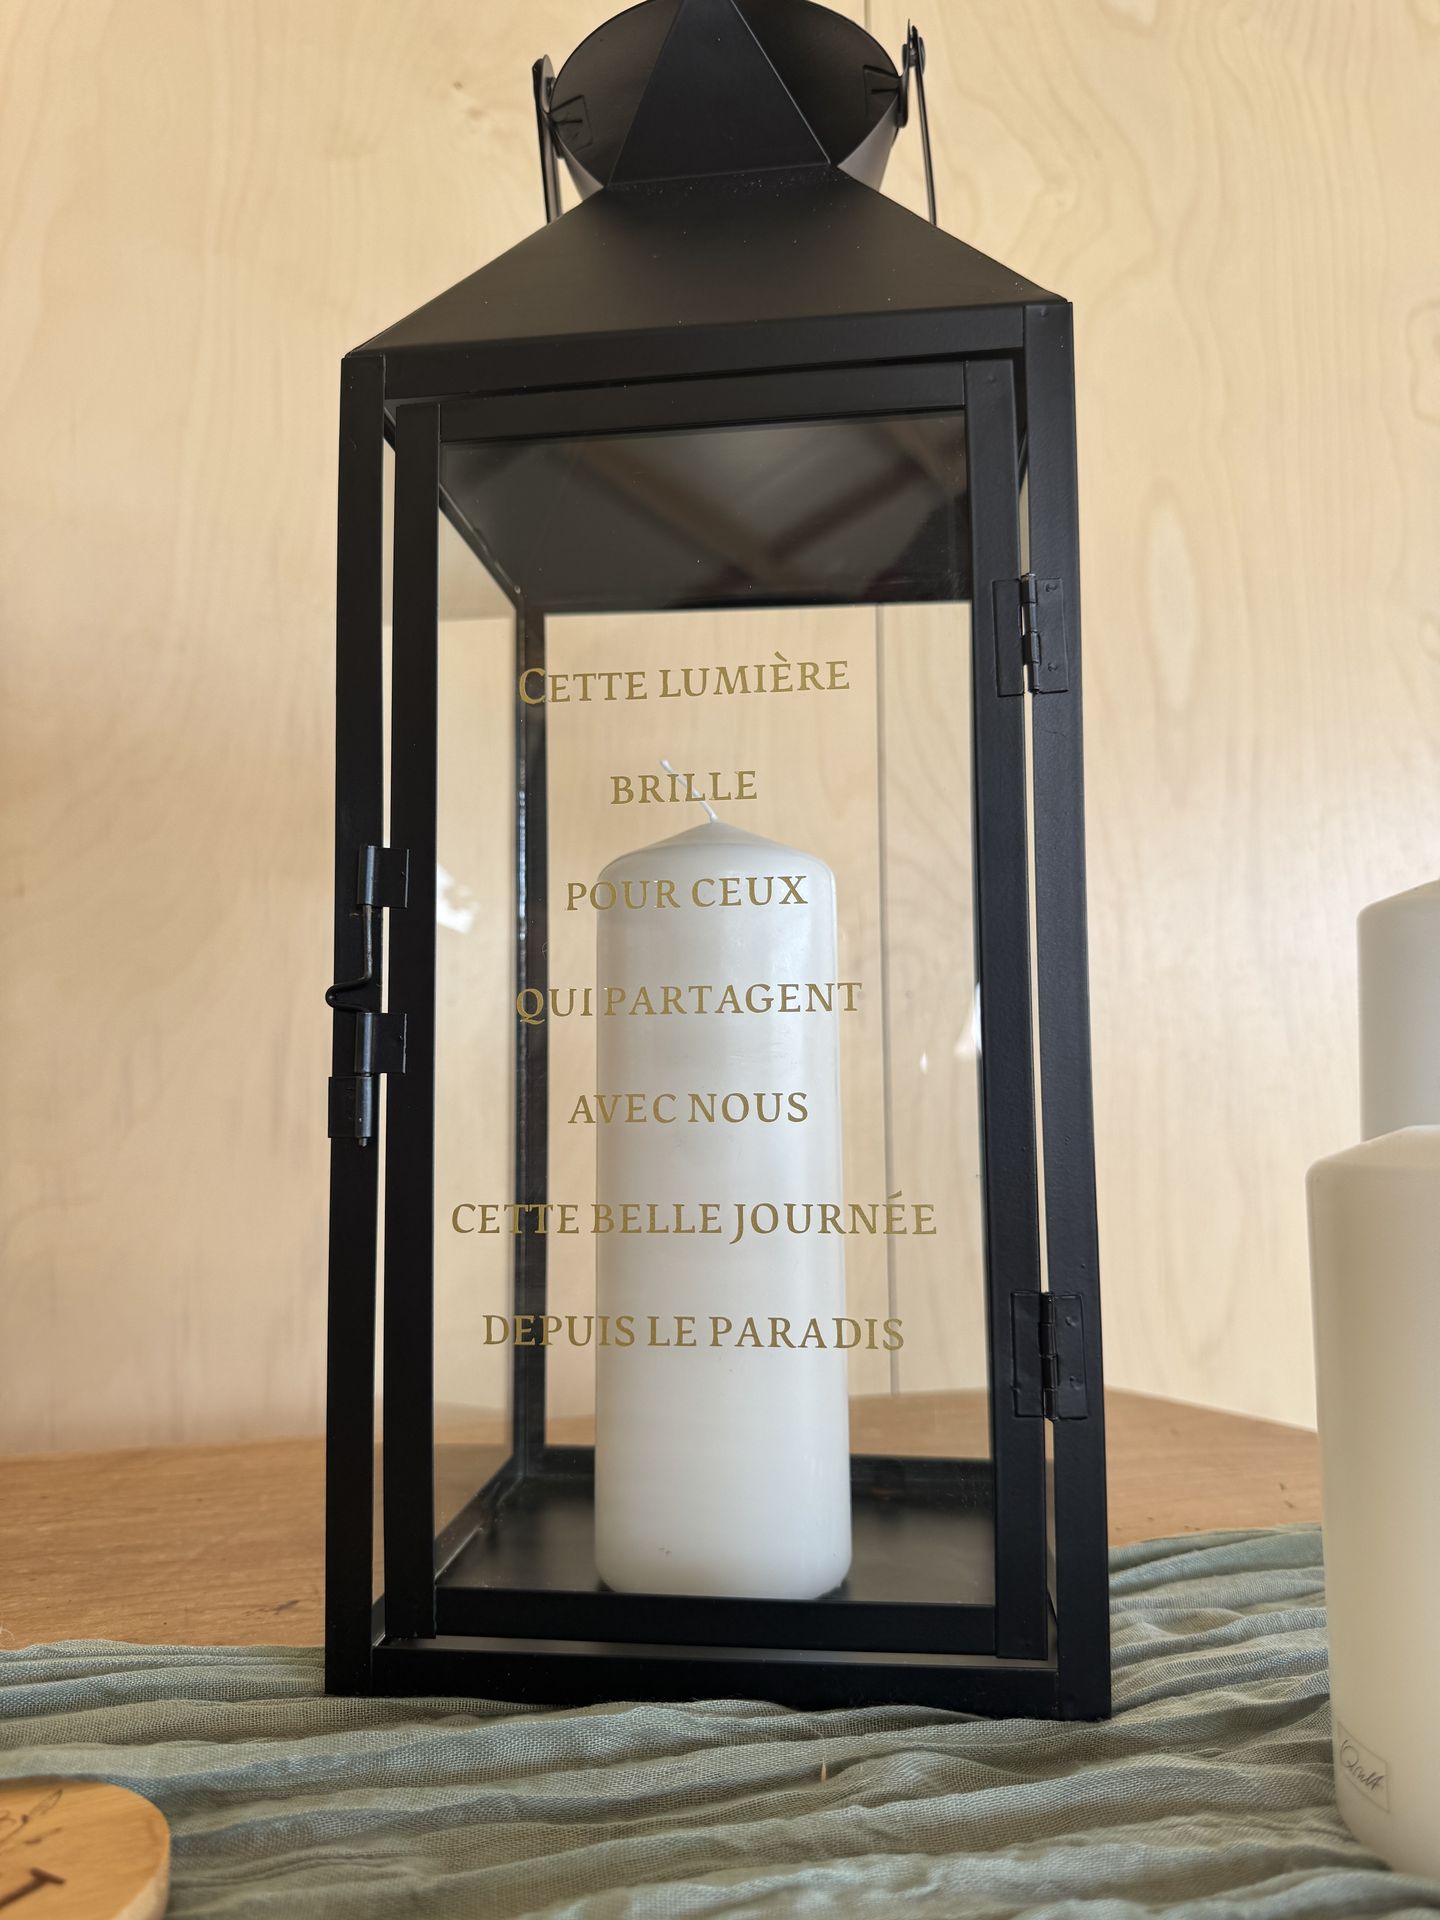 Cette lumière
brille
pour ceux
qui partagent
avec nous
cette belle journée
depuis le paradis